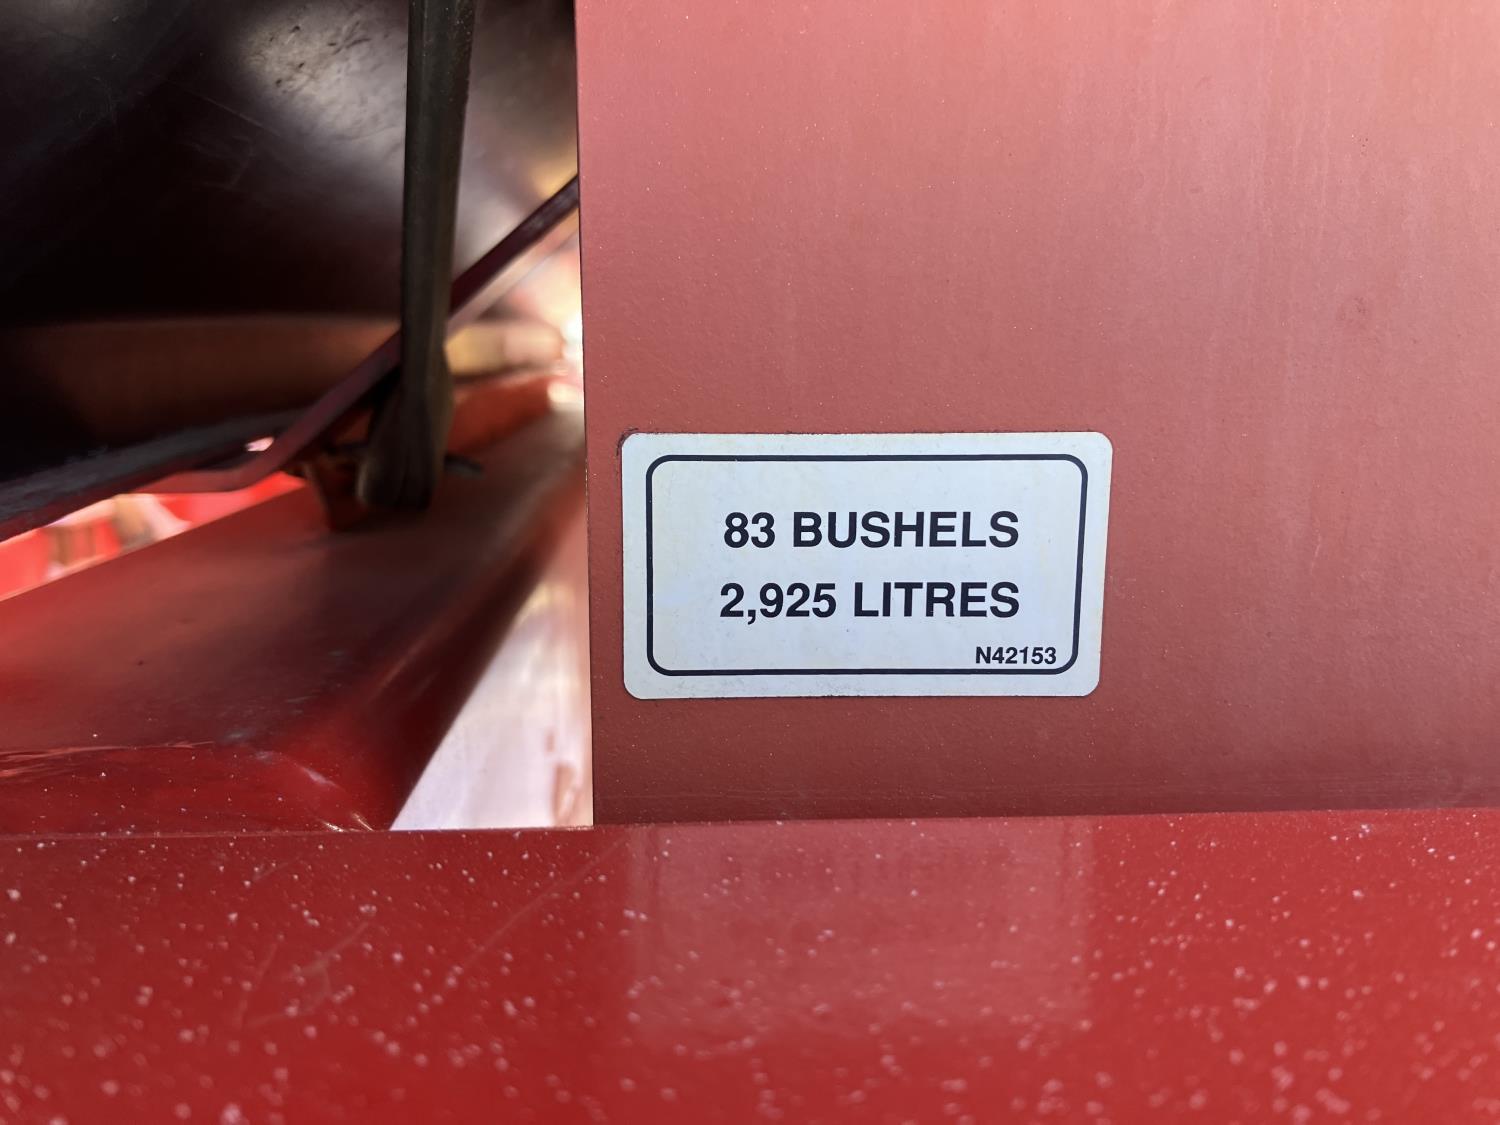 83 BUSHELS
2,925 LITRES
N42153